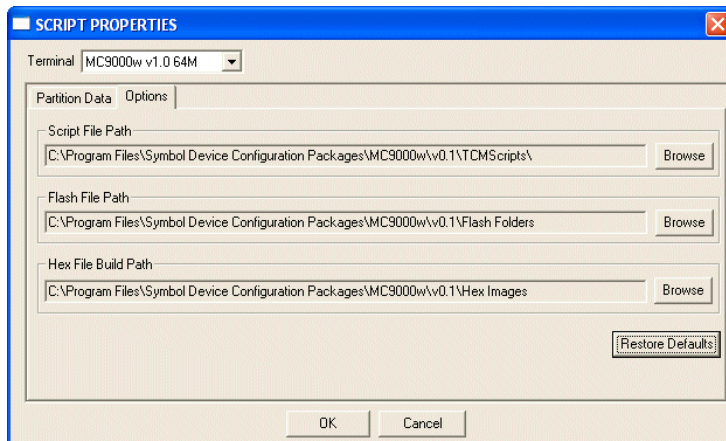 SCRIPT PROPERTIES
Terminal MC9000w v1.0 64M
Partition Data Options
Script File Path
C:\Program Files\Symbol Device Configuration Packages\MC9000w\v0.1\TCMScripts\ Browse
Flash File Path
C:\Program Files\Symbol Device Configuration Packages\MC9000w\v0.1\Flash Folders Browse
Hex File Build Path
C:\Program Files\Symbol Device Configuration Packages\MC9000w\v0.1\Hex Images Browse
Restore Defaults
OK Cancel